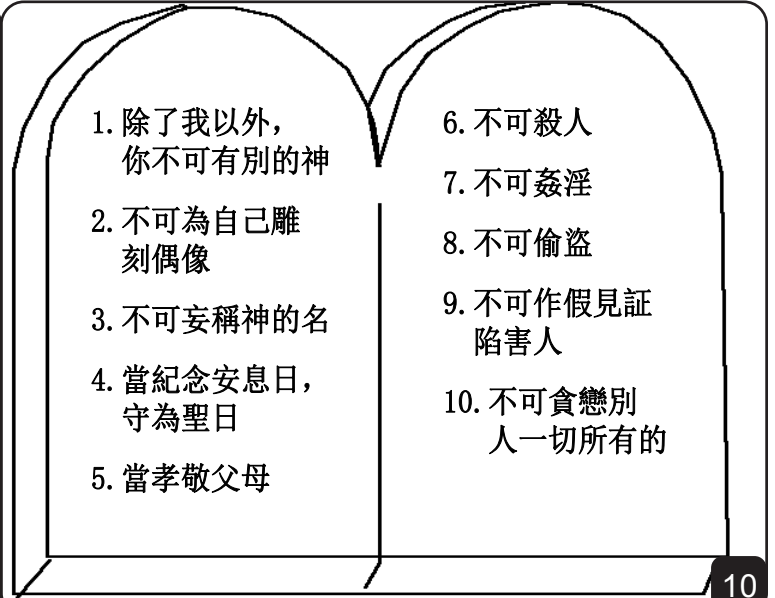 1. 除了我以外，
你不可有別的神
2. 不可為自己雕
刻偶像
3. 不可妄稱神的名
4. 當紀念安息日，
守為聖日
5. 當孝敬父母
6. 不可殺人
7. 不可姦淫
8. 不可偷盜
9. 不可作假見証
陷害人
10. 不可貪戀別
人一切所有的
10